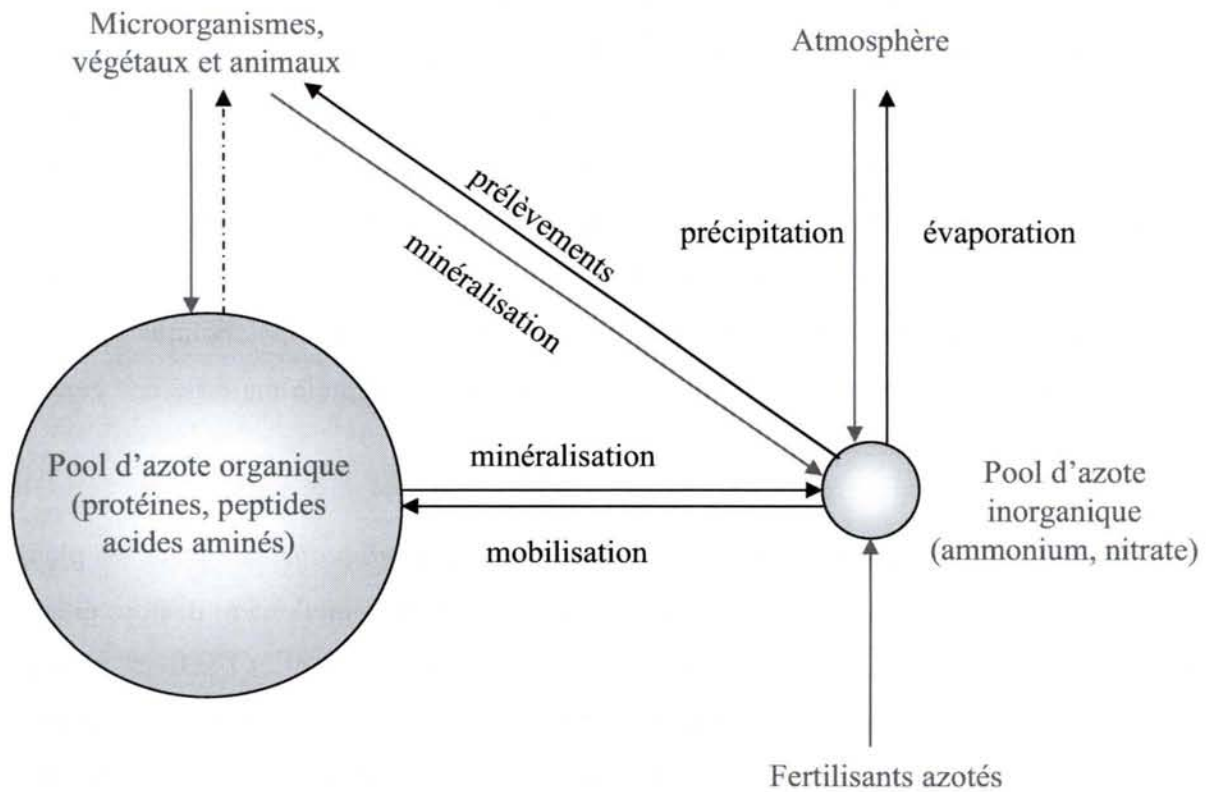 Microorganismes,
végétaux et animaux
Atmosphère
prélèvements
minéralisation
précipitation
évaporation
Pool d'azote organique
(protéines, peptides
acides aminés)
minéralisation
mobilisation
Pool d'azote
inorganique
(ammonium, nitrate)
Fertilisants azotés